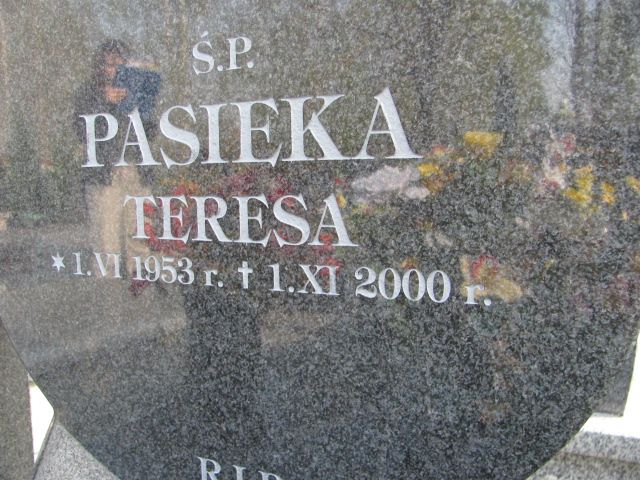 Ś.P.
PASIEKA
TERESA
* 1.VI 1953 r. † 1.XI 2000 r.
R.I.P.